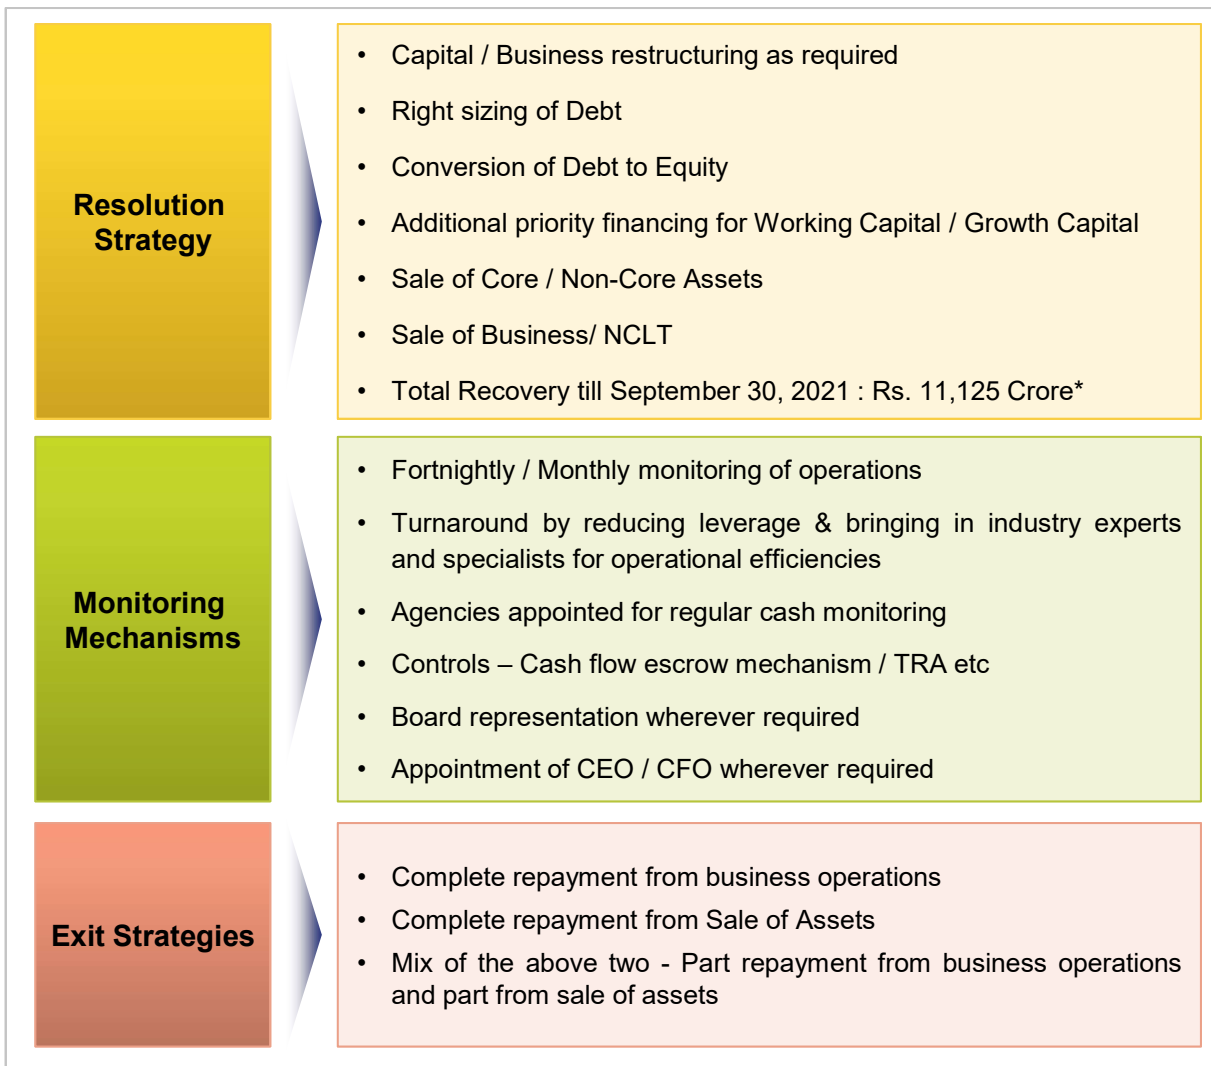 Resolution
Strategy
• Capital / Business restructuring as required
• Right sizing of Debt
• Conversion of Debt to Equity
• Additional priority financing for Working Capital / Growth Capital
• Sale of Core / Non-Core Assets
• Sale of Business/ NCLT
• Total Recovery till September 30, 2021 : Rs. 11,125 Crore*
Monitoring
Mechanisms
• Fortnightly / Monthly monitoring of operations
• Turnaround by reducing leverage & bringing in industry experts
and specialists for operational efficiencies
• Agencies appointed for regular cash monitoring
• Controls – Cash flow escrow mechanism / TRA etc
• Board representation wherever required
• Appointment of CEO / CFO wherever required
Exit Strategies
• Complete repayment from business operations
• Complete repayment from Sale of Assets
• Mix of the above two - Part repayment from business operations
and part from sale of assets